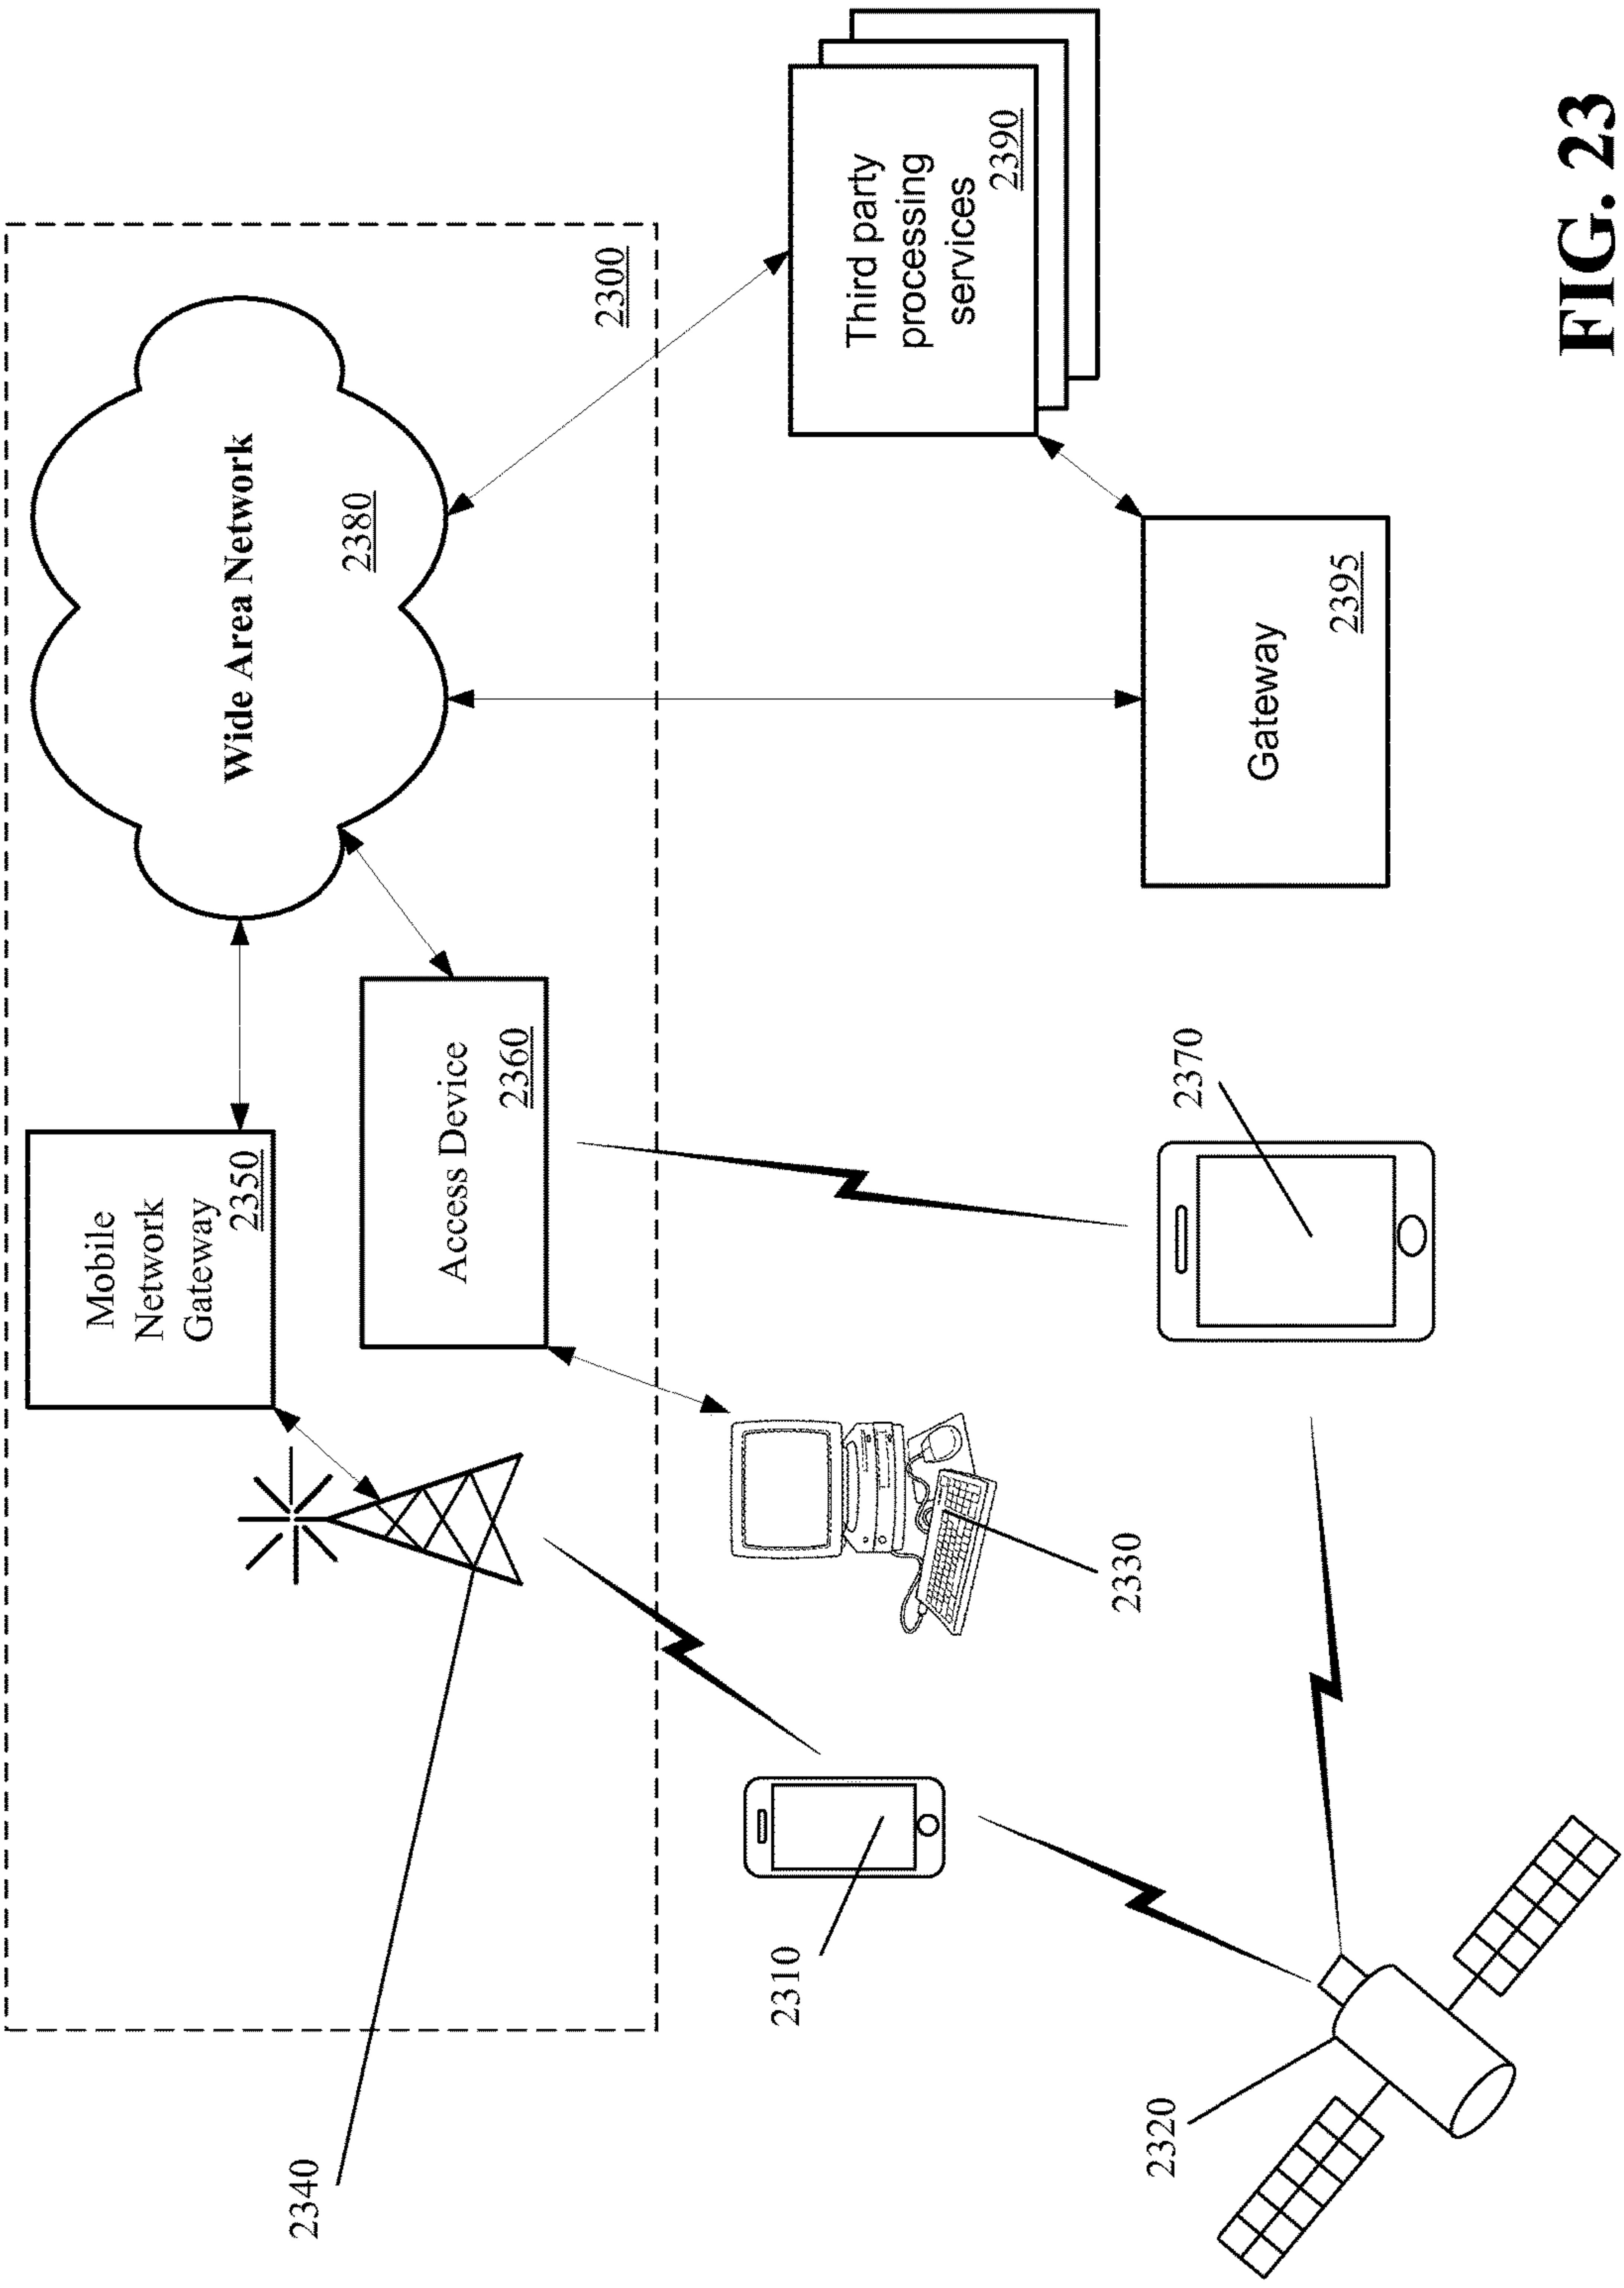 Mobile
Network
Gateway
2350
Wide Area Network
2380
Access Device
2360
2300
2340
2310
2330
2320
2370
Third party
processing
services
2390
Gateway
2395
FIG. 23